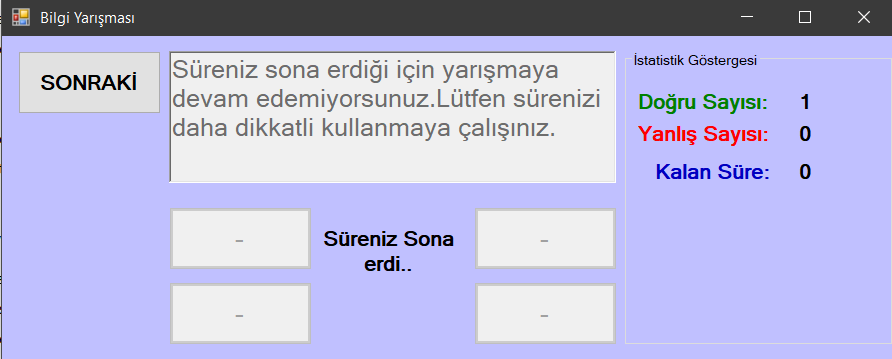 Bilgi Yarışması
SONRAKİ
Süreniz sona erdiği için yarışmaya
devam edemiyorsunuz.Lütfen sürenizi
daha dikkatli kullanmaya çalışınız.
-
Süreniz Sona
erdi..
-
-
-
İstatistik Göstergesi
Doğru Sayısı: 1
Yanlış Sayısı: 0
Kalan Süre: 0